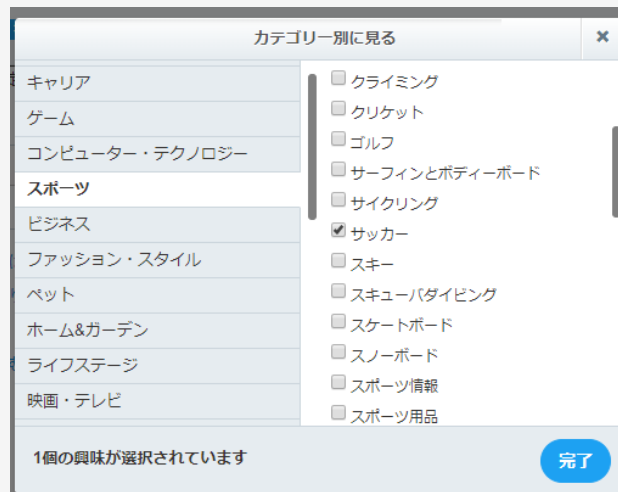 カテゴリー別に見る
キャリア
ゲーム
コンピューター・テクノロジー
スポーツ
ビジネス
ファッション・スタイル
ペット
ホーム&ガーデン
ライフステージ
映画・テレビ
クライミング
クリケット
ゴルフ
サーフィンとボディーボード
サイクリング
サッカー
スキー
スキューバダイビング
スケートボード
スノーボード
スポーツ情報
スポーツ用品
1個の興味が選択されています
完了